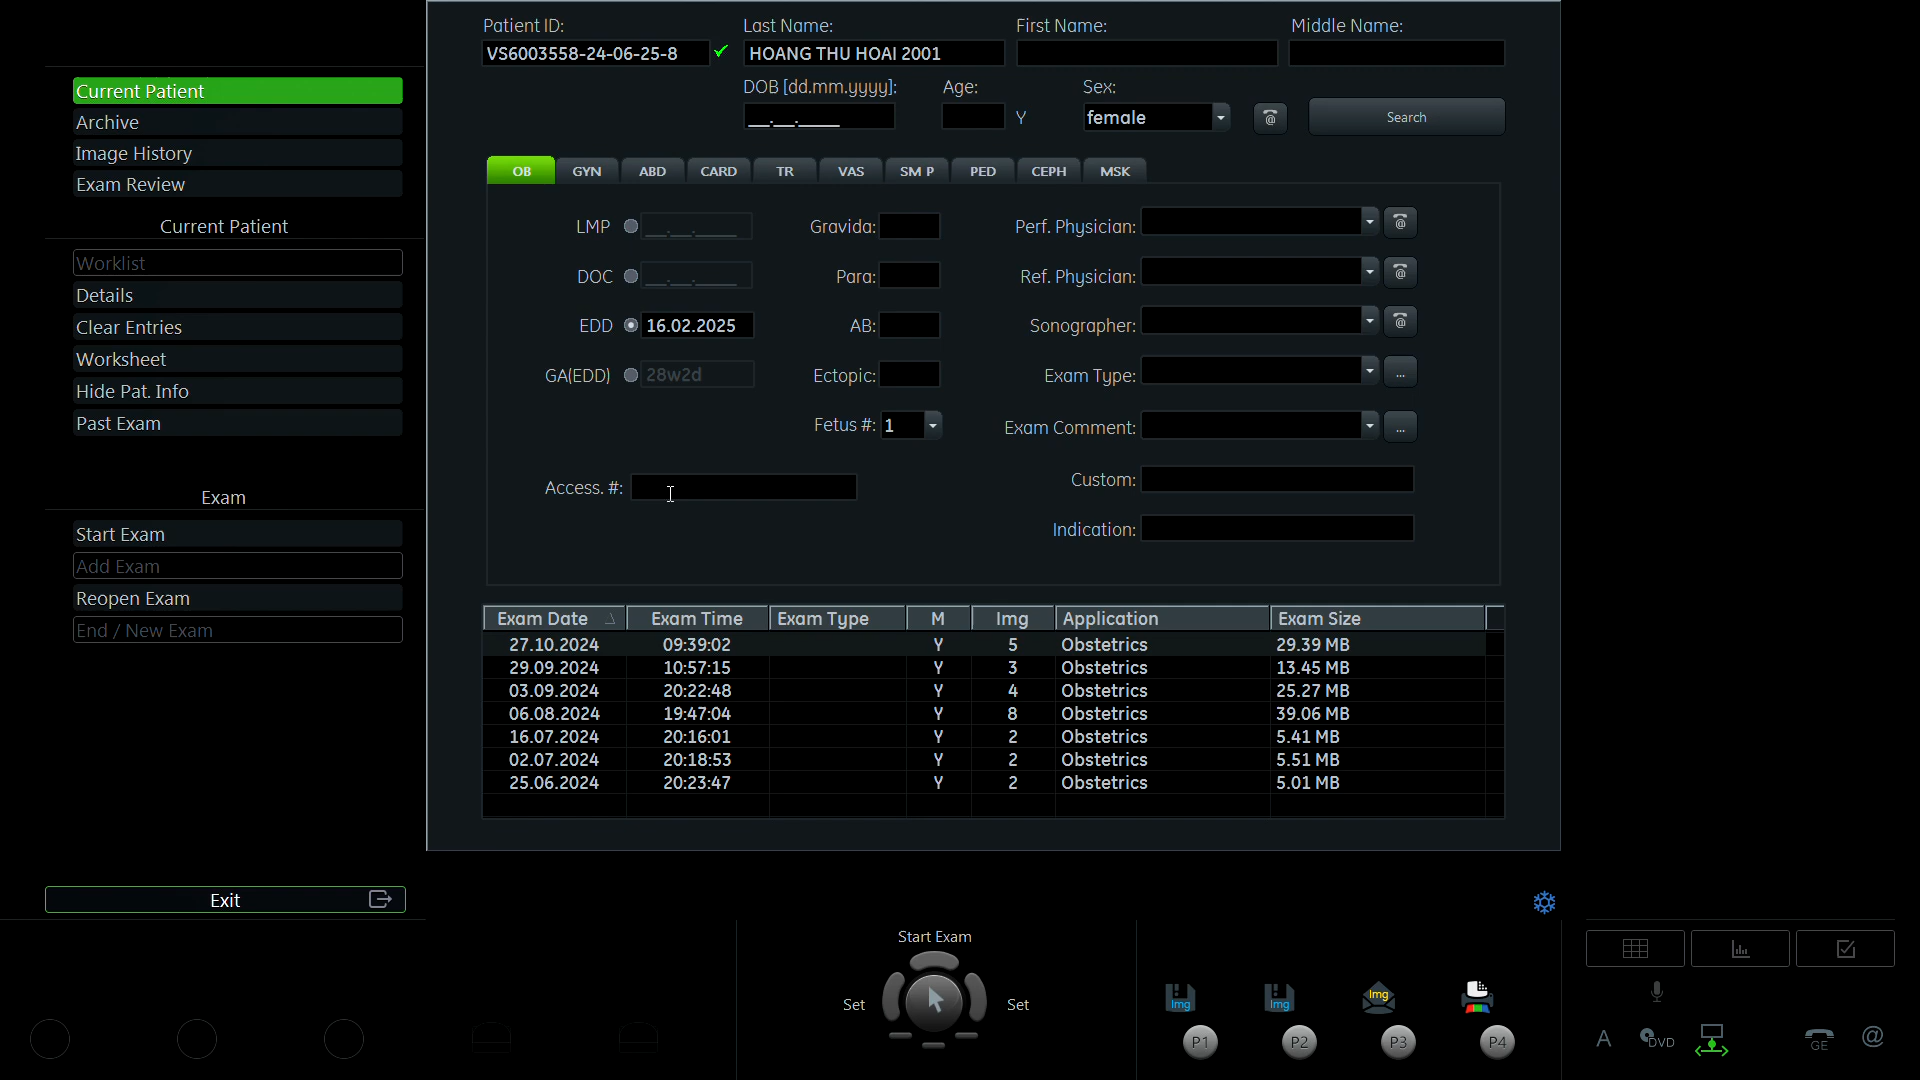 Patient ID: Last Name: First Name: Middle Name:
VS6003558-24-06-25-8 HOANG THU HOAI 2001
DOB [dd.mm.yyyy]: Age: Sex:
__.__.____ Y female @ Search
Current Patient
Archive
Image History
Exam Review
Current Patient
Worklist
Details
Clear Entries
Worksheet
Hide Pat. Info
Past Exam
Exam
Start Exam
Add Exam
Reopen Exam
End / New Exam
Exit
OB GYN ABD CARD TR VAS SM P PED CEPH MSK
LMP __.__.____ Gravida: Perf. Physician: @
DOC __.__.____ Para: Ref. Physician: @
EDD 16.02.2025 AB: Sonographer: @
GA(EDD) 28w2d Ectopic: Exam Type: ...
Fetus #: 1 Exam Comment: ...
Access. #: Custom:
Indication:
Exam Date Exam Time Exam Type M Img Application Exam Size
27.10.2024 09:39:02 Y 5 Obstetrics 29.39 MB
29.09.2024 10:57:15 Y 3 Obstetrics 13.45 MB
03.09.2024 20:22:48 Y 4 Obstetrics 25.27 MB
06.08.2024 19:47:04 Y 8 Obstetrics 39.06 MB
16.07.2024 20:16:01 Y 2 Obstetrics 5.41 MB
02.07.2024 20:18:53 Y 2 Obstetrics 5.51 MB
25.06.2024 20:23:47 Y 2 Obstetrics 5.01 MB
Start Exam
Set Set
Img Img Img
P1 P2 P3 P4
A DVD GE @